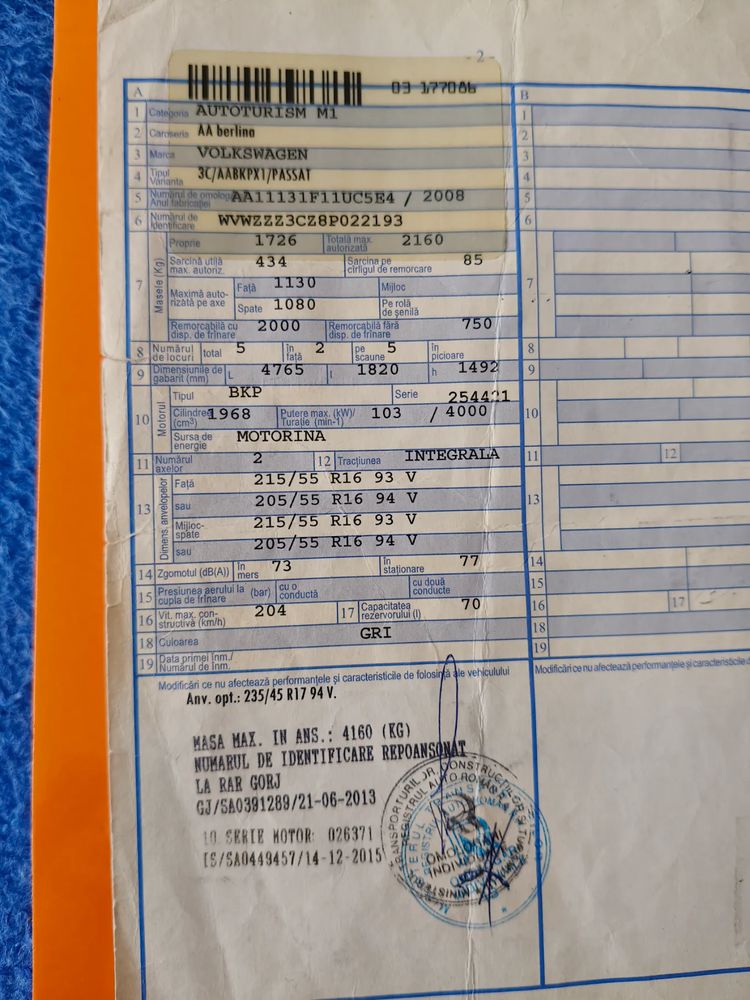 - 2 -
03 177086
A B
1 Categoria AUTOTURISM M1 1
2 Caroseria AA berlina 2
3 Marca VOLKSWAGEN 3
4 Tipul Varianta 3C/AABKPX1/PASSAT 4
5 Numărul de omologare Anul fabricației AA11131F11UC5E4 / 2008 5
6 Numărul de identificare WVWZZZ3CZ8P022193 6
7 Masele (Kg) Proprie 1726 Totală max. autorizată 2160 7
Sarcină utilă max. autoriz. 434 Sarcina pe cîrligul de remorcare 85
Maximă autorizată pe axe Față 1130 Mijloc
Spate 1080 Pe rolă de șenilă
Remorcabilă cu disp. de frînare 2000 Remorcabilă fără disp. de frînare 750
8 Numărul de locuri total 5 în față 2 pe scaune 5 în picioare 8
9 Dimensiunile de gabarit (mm) L 4765 l 1820 h 1492 9
10 Motorul Tipul BKP Serie 254421 10
Cilindree (cm³) 1968 Putere max. (kW)/ Turație (min-1) 103 / 4000
Sursa de energie MOTORINA
11 Numărul axelor 2 12 Tracțiunea INTEGRALA 11 12
13 Dimens. anvelopelor Față 215/55 R16 93 V 13
sau 205/55 R16 94 V
Mijloc-spate 215/55 R16 93 V
sau 205/55 R16 94 V
14 Zgomotul (dB(A)) în mers 73 în staționare 77 14
15 Presiunea aerului la cupla de frînare (bar) cu o conductă cu două conducte 15
16 Vit. max. constructivă (km/h) 204 17 Capacitatea rezervorului (l) 70 16 17
18 Culoarea GRI 18
19 Data primei înm./ Numărul de înm. 19
Modificări ce nu afectează performanțele și caracteristicile de folosință ale vehiculului
Modificări ce nu afectează performanțele și caracteristicile de
Anv. opt.: 235/45 R17 94 V.
MASA MAX. IN ANS.: 4160 (KG)
NUMARUL DE IDENTIFICARE REPOANSONAT
LA RAR GORJ
GJ/SA0391289/21-06-2013
10 SERIE MOTOR: 026371
IS/SA0449457/14-12-2015
OMOLOGARI INDIVIDUALE